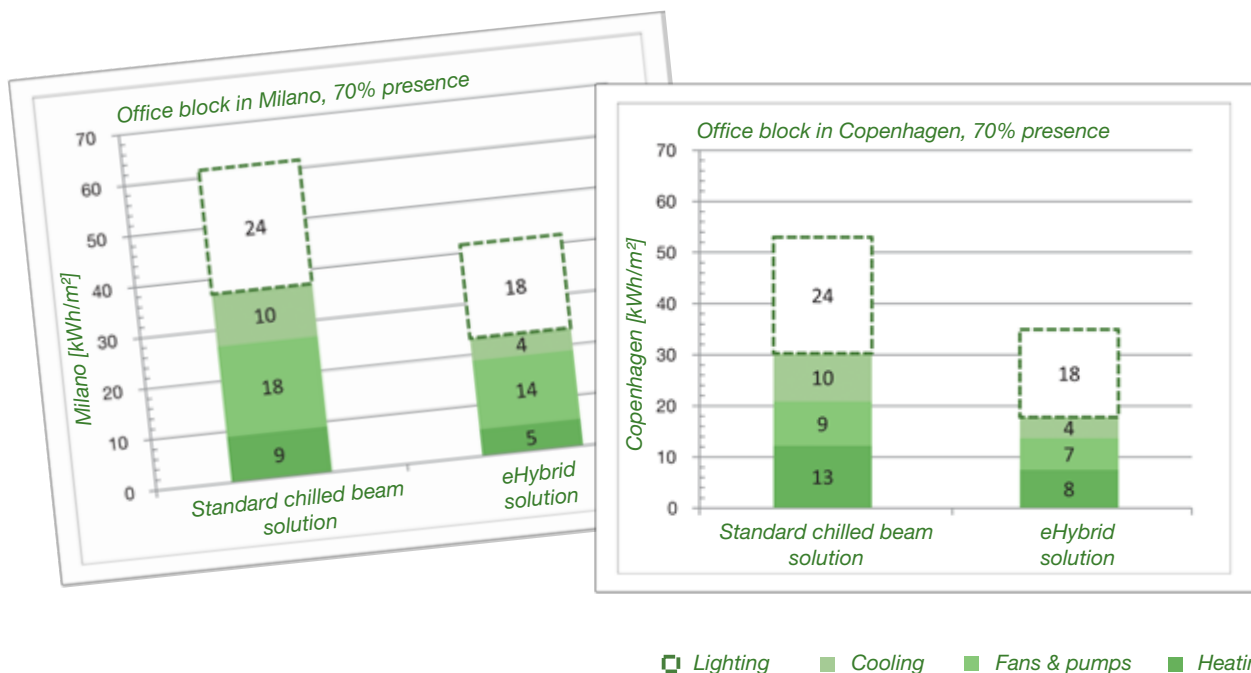 Office block in Milano, 70% presence
Milano [kWh/m²]
70
60
50
40
30
20
10
0
24
10
18
9
18
4
14
5
Standard chilled beam
solution
eHybrid
solution
Office block in Copenhagen, 70% presence
Copenhagen [kWh/m²]
70
60
50
40
30
20
10
0
24
10
9
13
18
4
7
8
Standard chilled beam
solution
eHybrid
solution
Lighting Cooling Fans & pumps